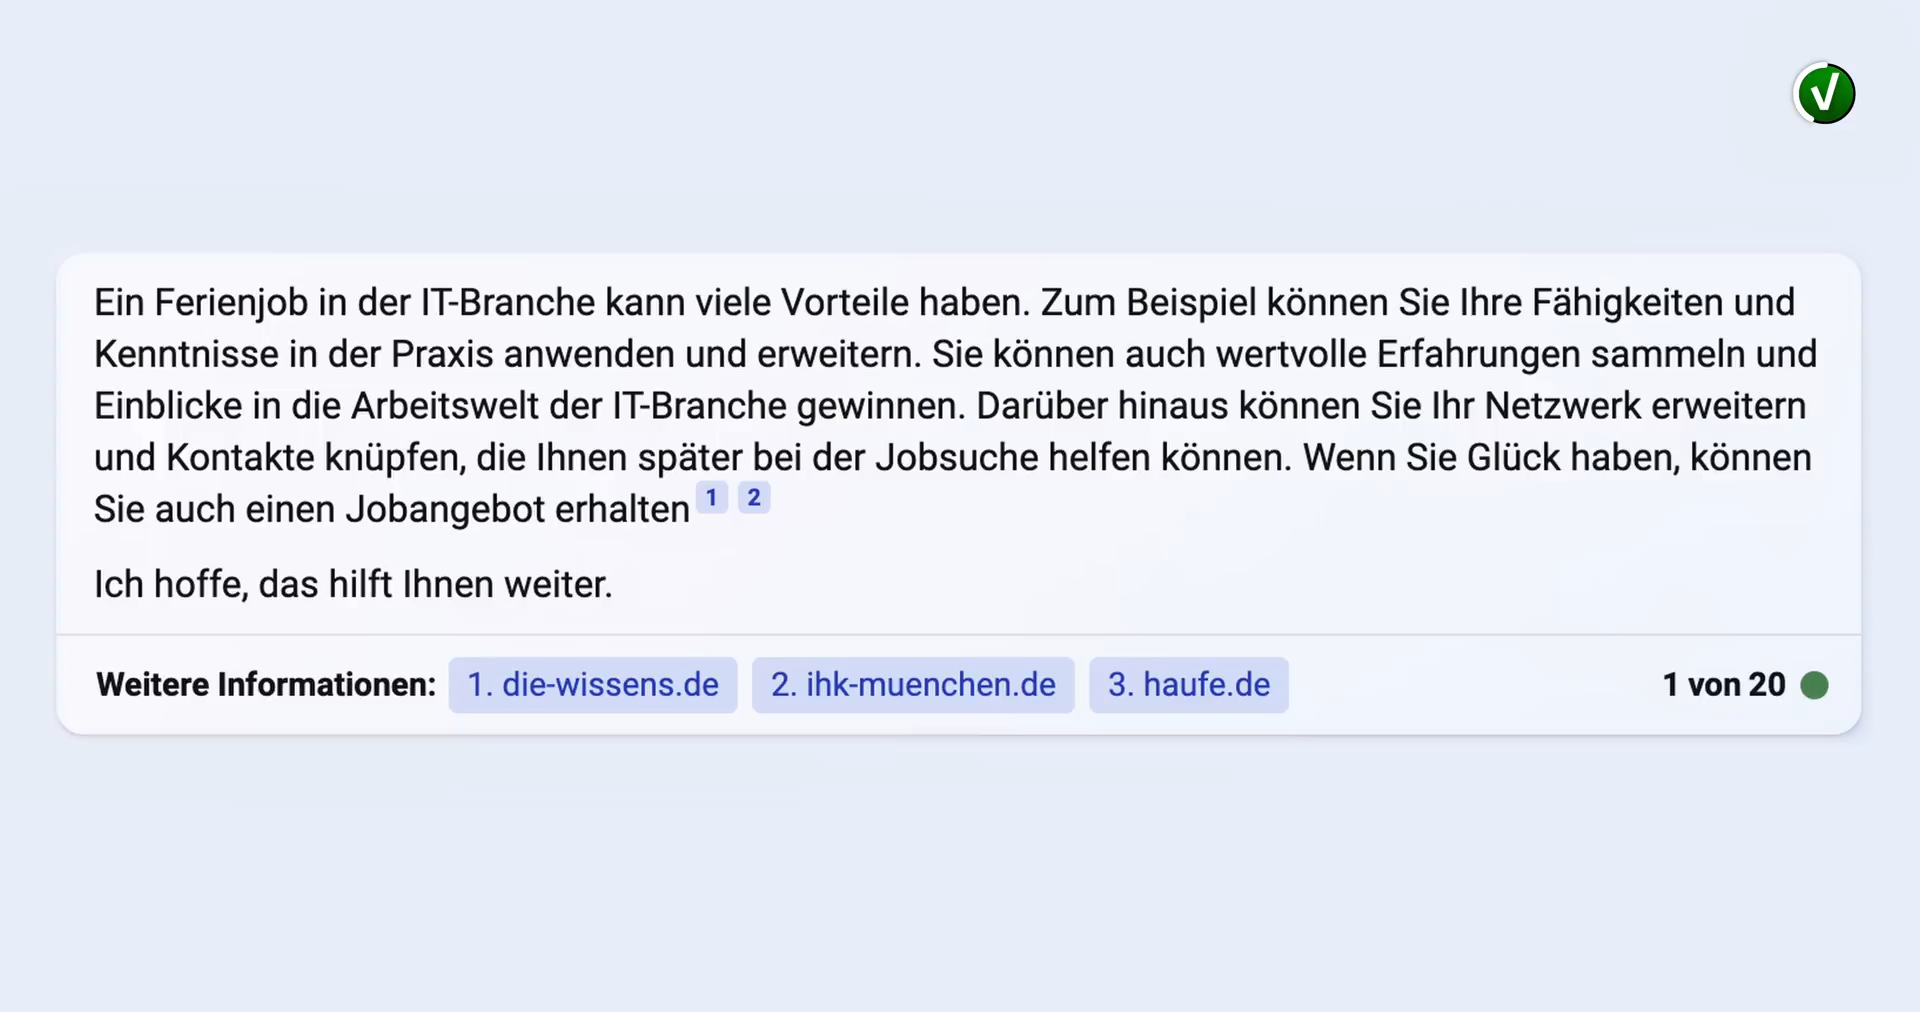 Ein Ferienjob in der IT-Branche kann viele Vorteile haben. Zum Beispiel können Sie Ihre Fähigkeiten und
Kenntnisse in der Praxis anwenden und erweitern. Sie können auch wertvolle Erfahrungen sammeln und
Einblicke in die Arbeitswelt der IT-Branche gewinnen. Darüber hinaus können Sie Ihr Netzwerk erweitern
und Kontakte knüpfen, die Ihnen später bei der Jobsuche helfen können. Wenn Sie Glück haben, können
Sie auch einen Jobangebot erhalten 1 2
Ich hoffe, das hilft Ihnen weiter.
Weitere Informationen: 1. die-wissens.de 2. ihk-muenchen.de 3. haufe.de 1 von 20